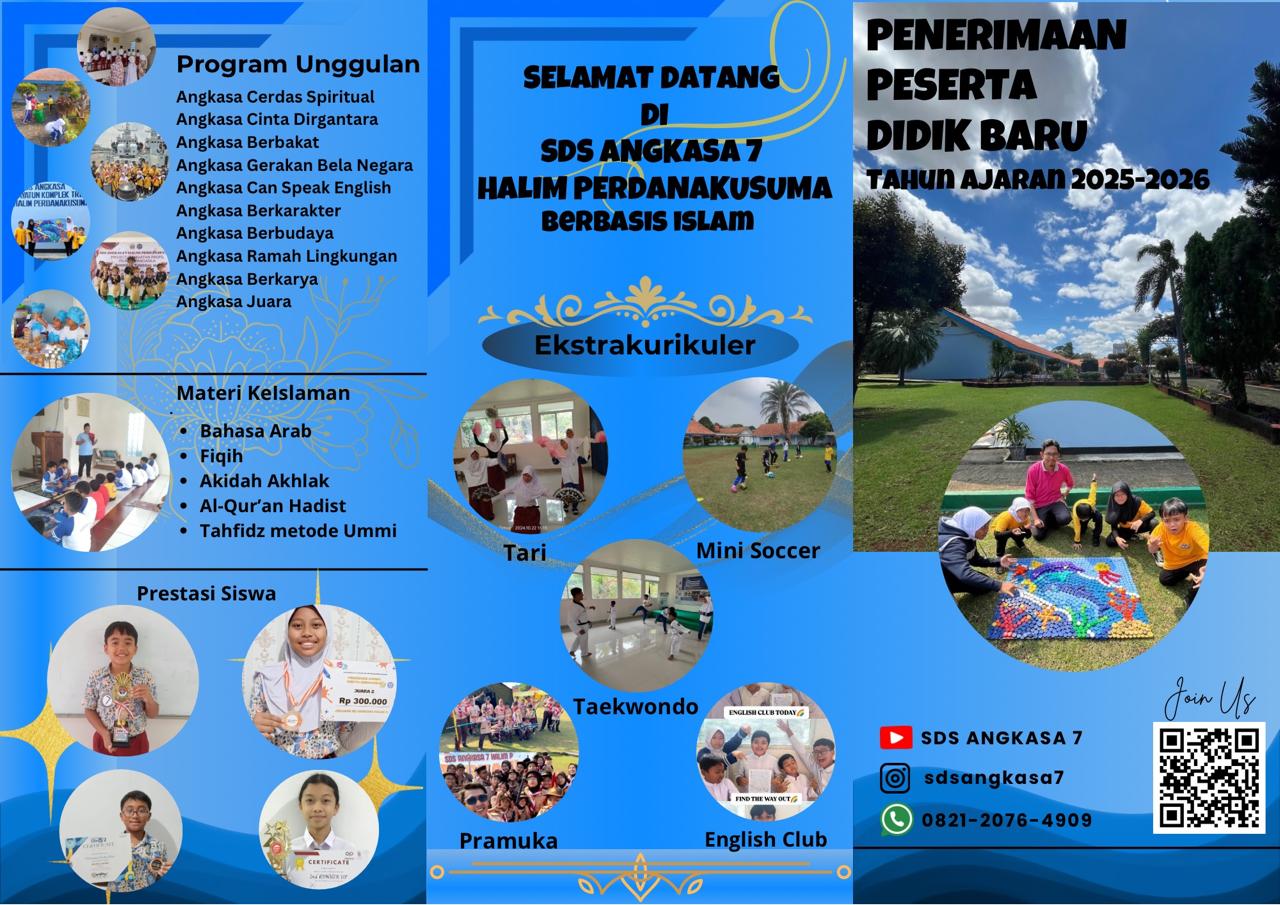 Program Unggulan
Angkasa Cerdas Spiritual
Angkasa Cinta Dirgantara
Angkasa Berbakat
Angkasa Gerakan Bela Negara
Angkasa Can Speak English
Angkasa Berkarakter
Angkasa Berbudaya
Angkasa Ramah Lingkungan
Angkasa Berkarya
Angkasa Juara
Materi KeIslaman
• Bahasa Arab
• Fiqih
• Akidah Akhlak
• Al-Qur’an Hadist
• Tahfidz metode Ummi
Prestasi Siswa
JUARA 2
Rp 300.000
CERTIFICATE
SELAMAT DATANG
DI
SDS ANGKASA 7
HALIM PERDANAKUSUMA
BERBASIS ISLAM
Ekstrakurikuler
Tari
Mini Soccer
Taekwondo
SDS ANGKASA 7 HALIM P
Pramuka
ENGLISH CLUB TODAY
FIND THE WAY OUT
English Club
PENERIMAAN
PESERTA
DIDIK BARU
TAHUN AJARAN 2025-2026
Join Us
SDS ANGKASA 7
sdsangkasa7
0821-2076-4909